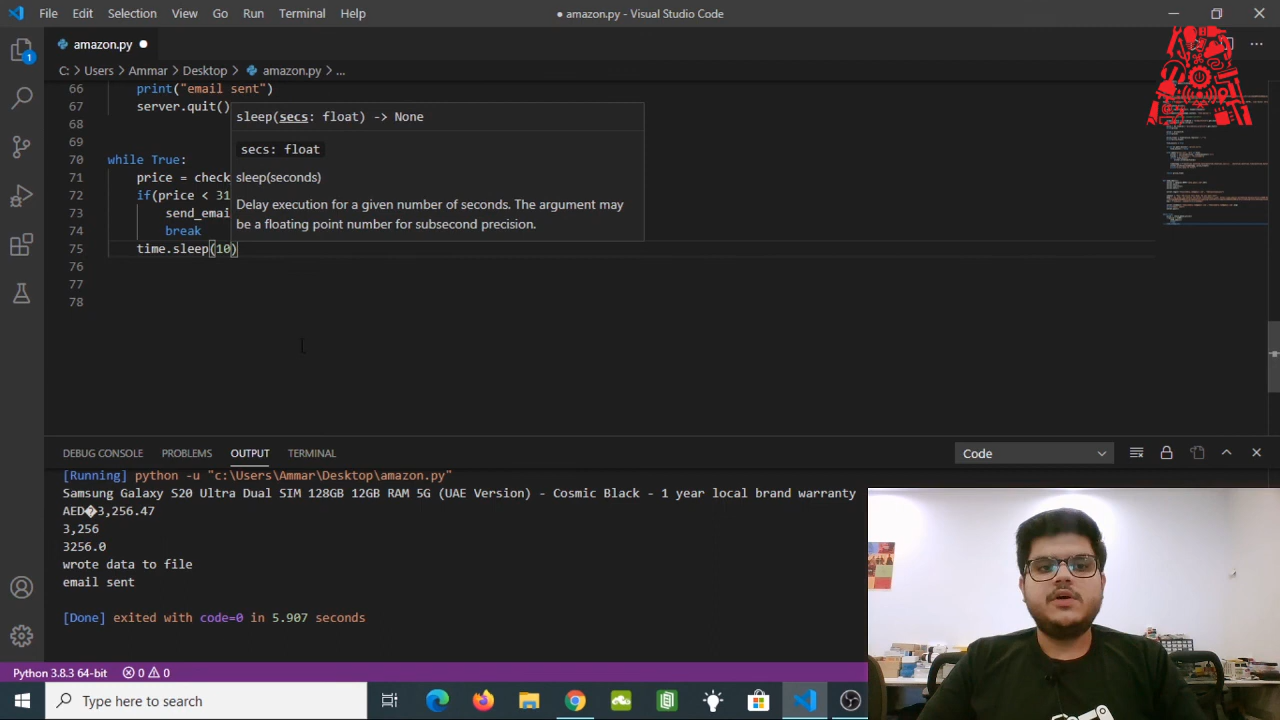 File Edit Selection View Go Run Terminal Help
● amazon.py - Visual Studio Code
amazon.py ●
C: > Users > Ammar > Desktop > amazon.py > ...
66 print("email sent")
67 server.quit()
68
69
70 while True:
71 price = check
72 if(price < 31
73 send_emai
74 break
75 time.sleep(10)
76
77
78
sleep(secs: float) -> None
secs: float
sleep(seconds)
Delay execution for a given number of seconds. The argument may
be a floating point number for subsecond precision.
DEBUG CONSOLE PROBLEMS OUTPUT TERMINAL
Code
[Running] python -u "c:\Users\Ammar\Desktop\amazon.py"
Samsung Galaxy S20 Ultra Dual SIM 128GB 12GB RAM 5G (UAE Version) - Cosmic Black - 1 year local brand warranty
AED�3,256.47
3,256
3256.0
wrote data to file
email sent
[Done] exited with code=0 in 5.907 seconds
1
Python 3.8.3 64-bit 0 0
Type here to search